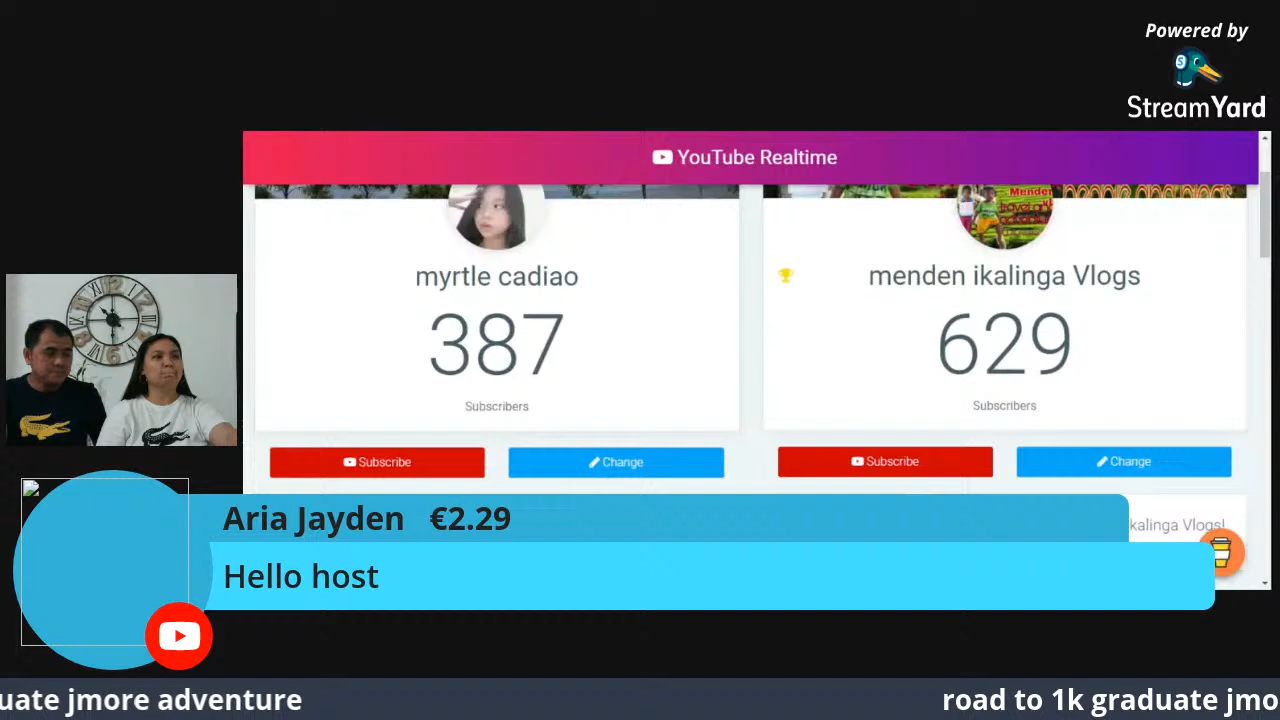 Powered by
StreamYard
YouTube Realtime
myrtle cadiao
387
Subscribers
Subscribe
Change
menden ikalinga Vlogs
629
Subscribers
Subscribe
Change
kalinga Vlogs!
Aria Jayden €2.29
Hello host
uate jmore adventure
road to 1k graduate jmo